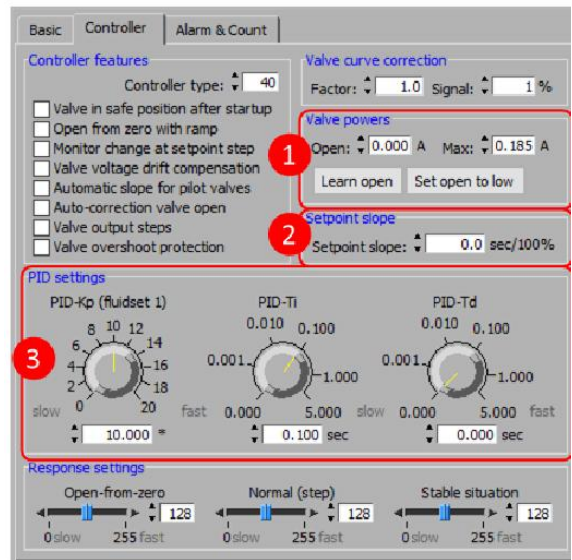 Basic Controller Alarm & Count
Controller features
Controller type: 40
Valve in safe position after startup
Open from zero with ramp
Monitor change at setpoint step
Valve voltage drift compensation
Automatic slope for pilot valves
Auto-correction valve open
Valve output steps
Valve overshoot protection
Valve curve correction
Factor: 1.0 Signal: 1 %
1
Valve powers
Open: 0.000 A Max: 0.185 A
Learn open Set open to low
2
Setpoint slope
Setpoint slope: 0.0 sec/100%
3
PID settings
PID-Kp (fluidset 1)
0 2 4 6 8 10 12 14 16 18 20
slow fast
10.000 *
PID-Ti
0.000 0.001 0.010 0.100 1.000 5.000
slow
0.100 sec
PID-Td
0.000 0.001 0.010 0.100 1.000 5.000
fast
0.000 sec
Response settings
Open-from-zero
128
0 slow 255 fast
Normal (step)
128
0 slow 255 fast
Stable situation
128
0 slow 255 fast